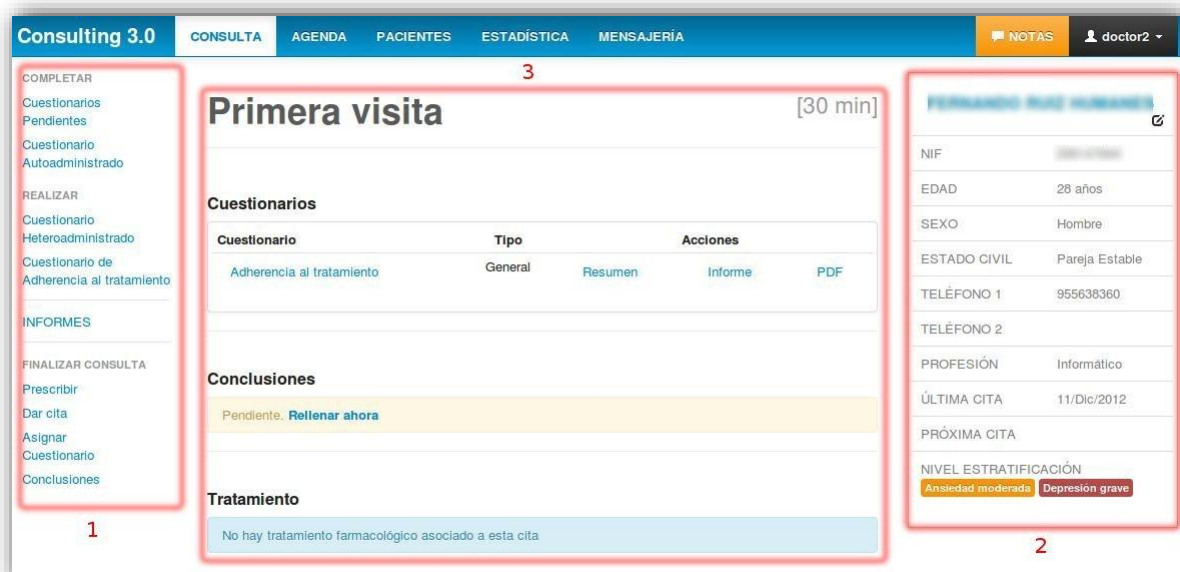 Consulting 3.0 CONSULTA AGENDA PACIENTES ESTADÍSTICA MENSAJERÍA NOTAS doctor2
COMPLETAR
Cuestionarios
Pendientes
Cuestionario
Autoadministrado
REALIZAR
Cuestionario
Heteroadministrado
Cuestionario de
Adherencia al tratamiento
INFORMES
FINALIZAR CONSULTA
Prescribir
Dar cita
Asignar
Cuestionario
Conclusiones
1
3
Primera visita [30 min]
Cuestionarios
Cuestionario Tipo Acciones
Adherencia al tratamiento General Resumen Informe PDF
Conclusiones
Pendiente. Rellenar ahora
Tratamiento
No hay tratamiento farmacológico asociado a esta cita
NIF
EDAD 28 años
SEXO Hombre
ESTADO CIVIL Pareja Estable
TELÉFONO 1 955638360
TELÉFONO 2
PROFESIÓN Informático
ÚLTIMA CITA 11/Dic/2012
PRÓXIMA CITA
NIVEL ESTRATIFICACIÓN
Ansiedad moderada Depresión grave
2